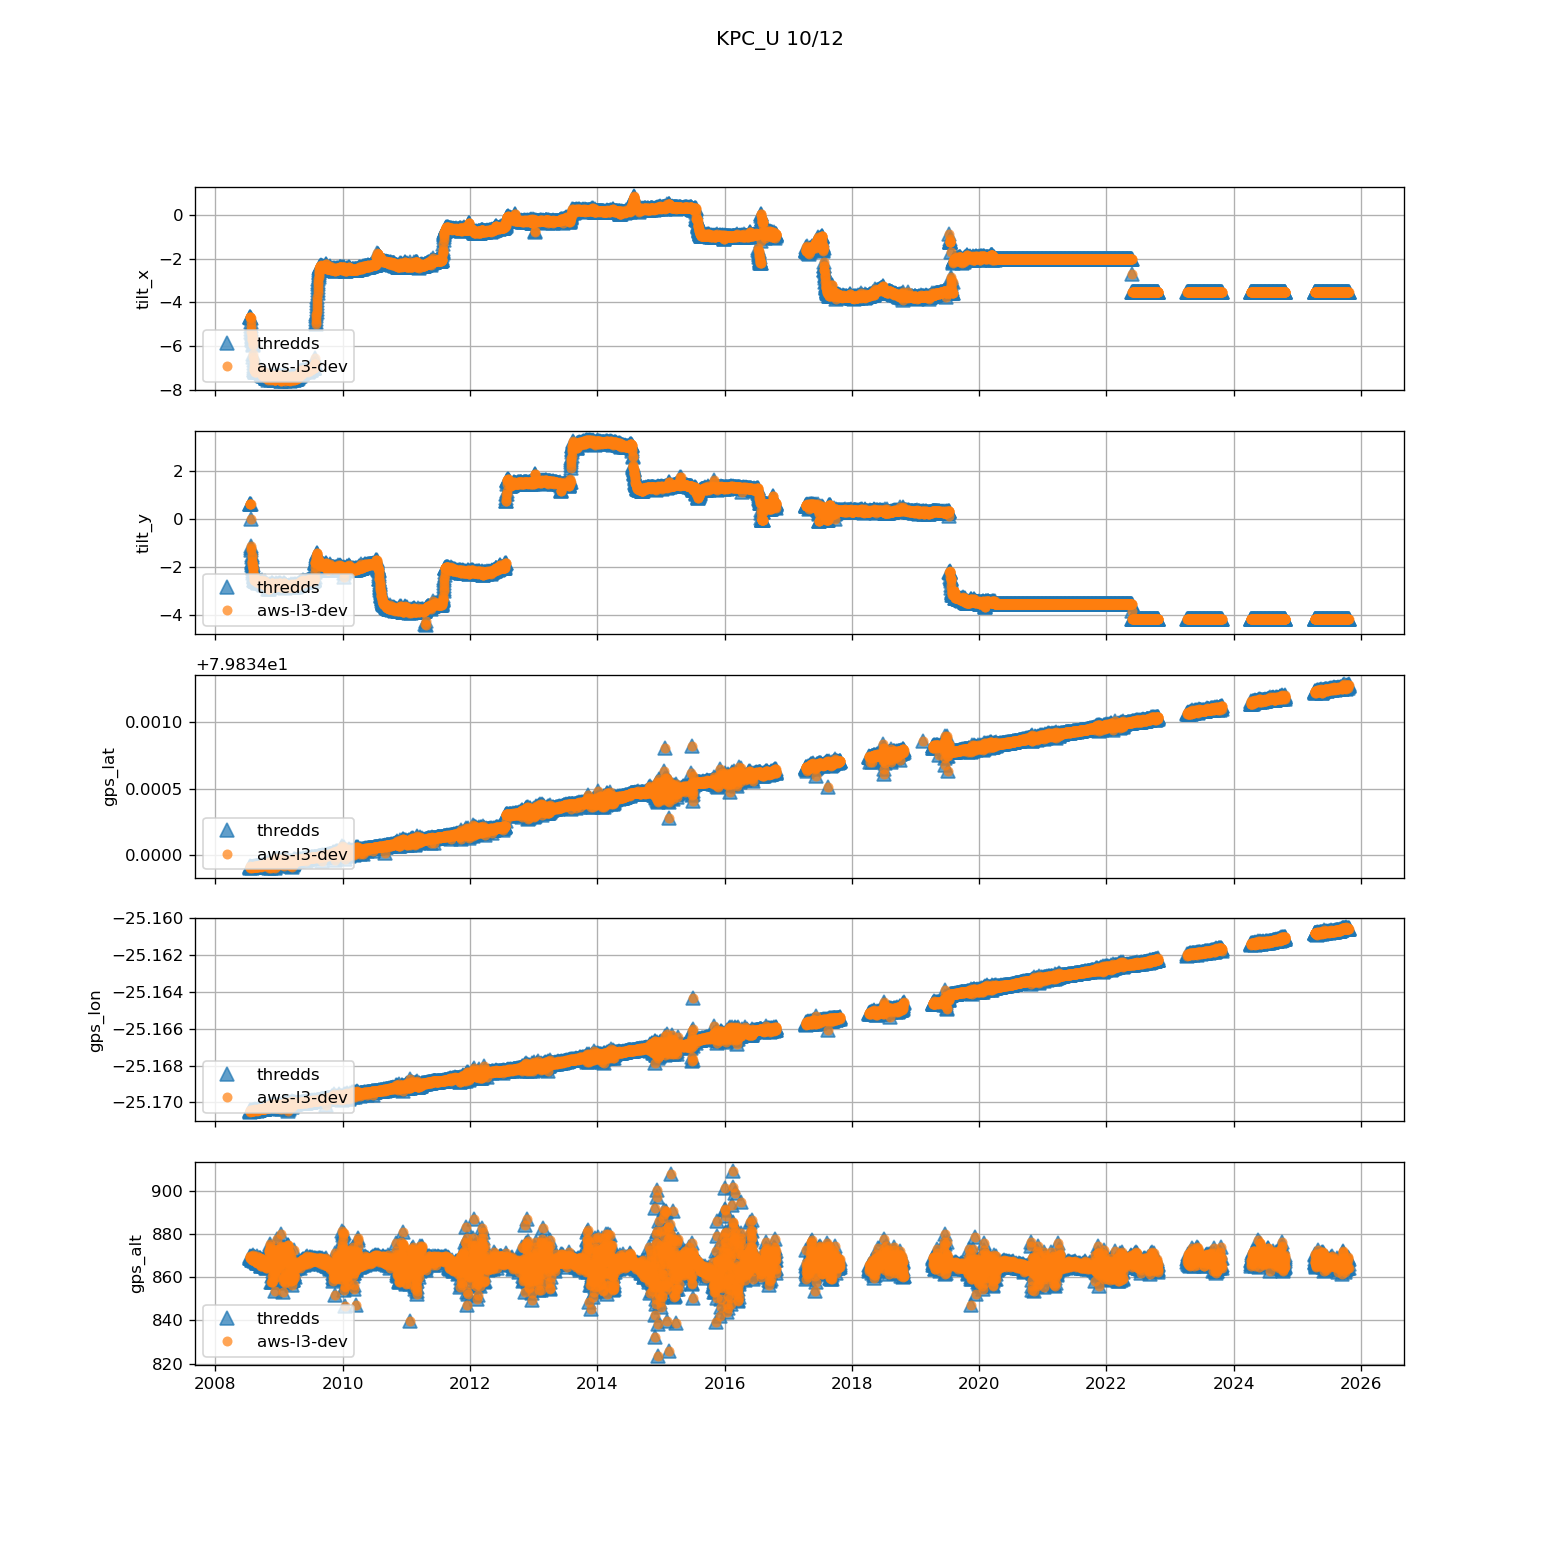 KPC_U 10/12
0
−2
−4
−6
−8
tilt_x
thredds
aws-l3-dev
2
0
−2
−4
tilt_y
thredds
aws-l3-dev
+7.9834e1
0.0010
0.0005
0.0000
gps_lat
thredds
aws-l3-dev
−25.160
−25.162
−25.164
−25.166
−25.168
−25.170
gps_lon
thredds
aws-l3-dev
900
880
860
840
820
gps_alt
thredds
aws-l3-dev
2008 2010 2012 2014 2016 2018 2020 2022 2024 2026